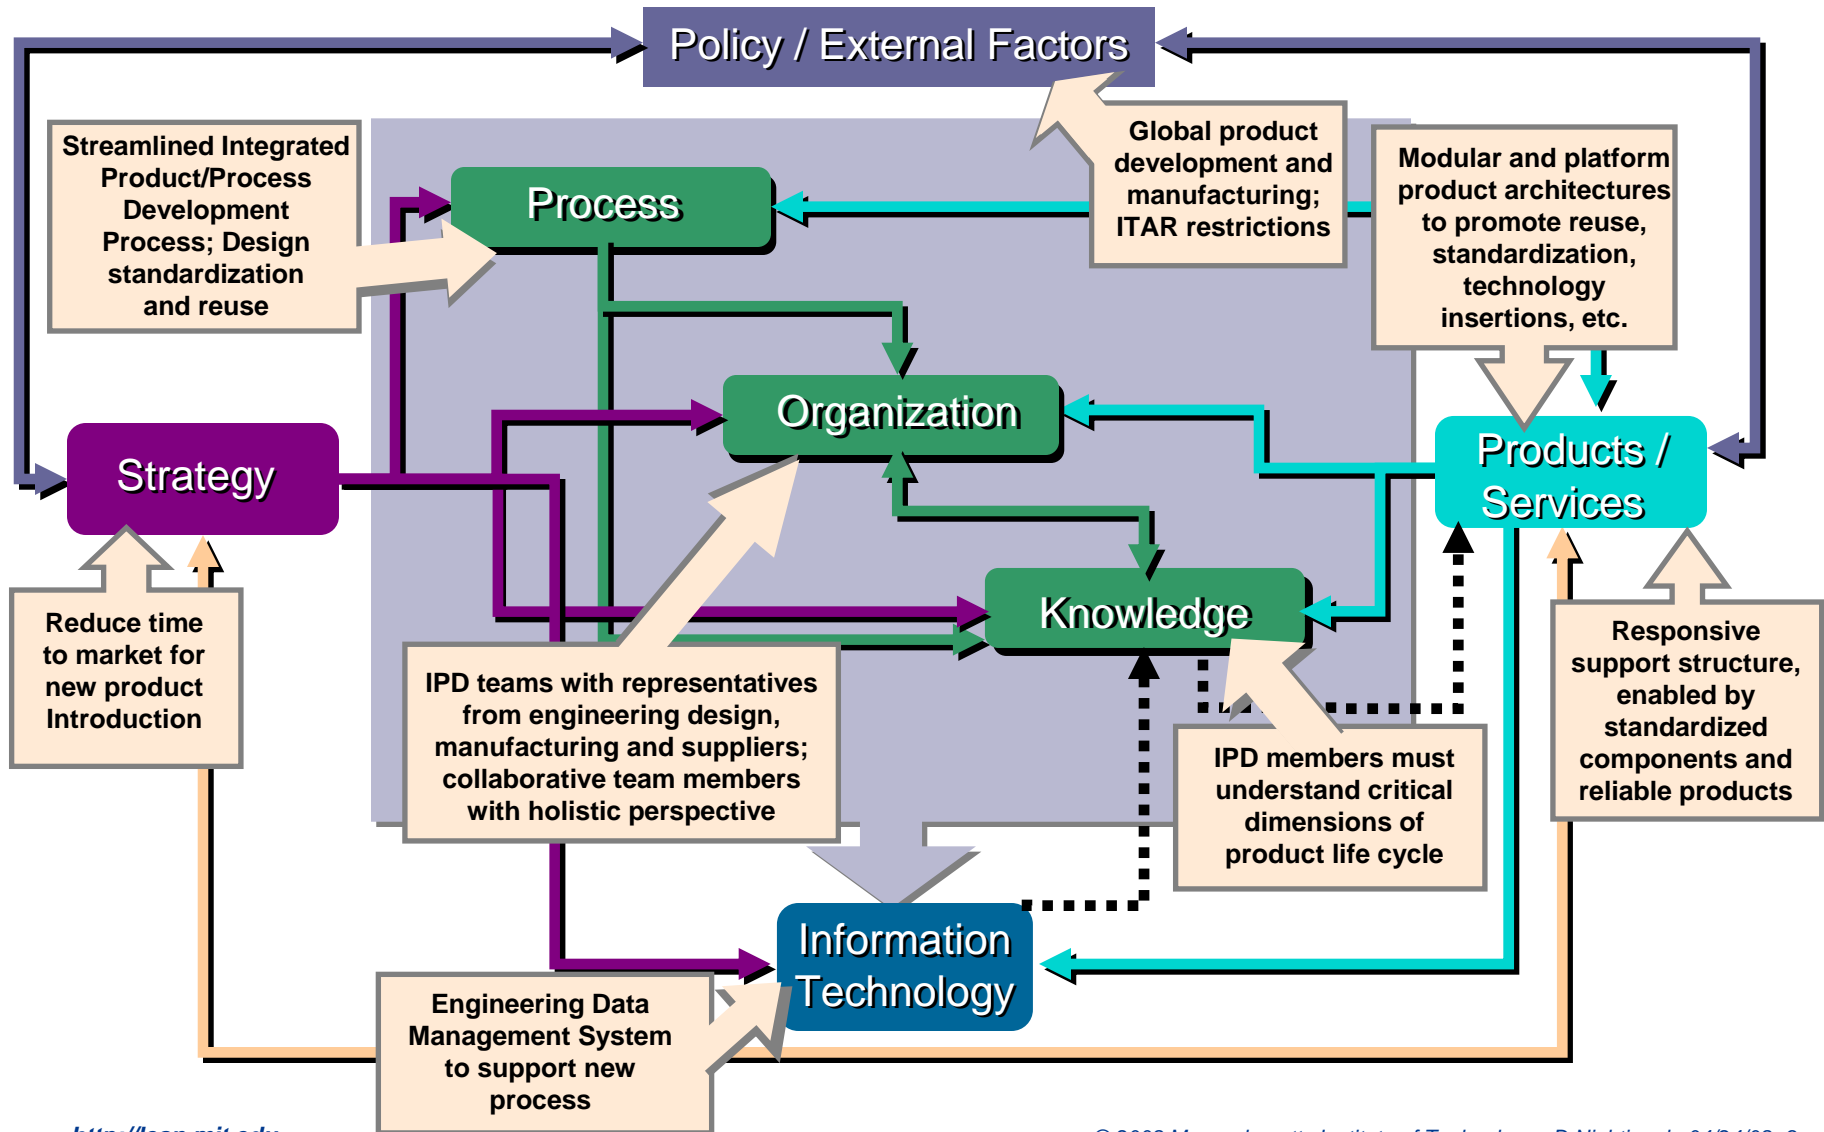 Policy / External Factors
Streamlined Integrated
Product/Process
Development
Process; Design
standardization
and reuse
Process
Global product
development and
manufacturing;
ITAR restrictions
Modular and platform
product architectures
to promote reuse,
standardization,
technology
insertions, etc.
Organization
Strategy
Products /
Services
Knowledge
Reduce time
to market for
new product
Introduction
IPD teams with representatives
from engineering design,
manufacturing and suppliers;
collaborative team members
with holistic perspective
IPD members must
understand critical
dimensions of
product life cycle
Responsive
support structure,
enabled by
standardized
components and
reliable products
Information
Technology
Engineering Data
Management System
to support new
process